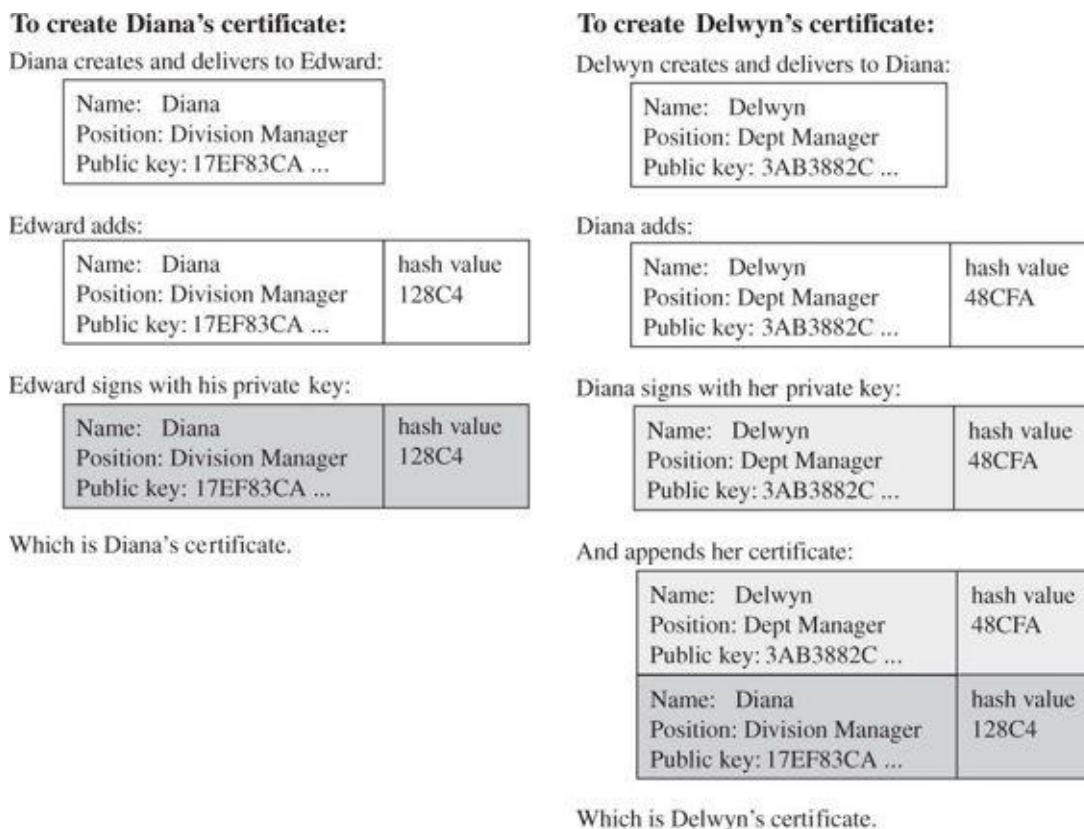 To create Diana's certificate:
Diana creates and delivers to Edward:
Name: Diana
Position: Division Manager
Public key: 17EF83CA ...
Edward adds:
Name: Diana
Position: Division Manager
Public key: 17EF83CA ...
hash value
128C4
Edward signs with his private key:
Name: Diana
Position: Division Manager
Public key: 17EF83CA ...
hash value
128C4
Which is Diana's certificate.
To create Delwyn's certificate:
Delwyn creates and delivers to Diana:
Name: Delwyn
Position: Dept Manager
Public key: 3AB3882C ...
Diana adds:
Name: Delwyn
Position: Dept Manager
Public key: 3AB3882C ...
hash value
48CFA
Diana signs with her private key:
Name: Delwyn
Position: Dept Manager
Public key: 3AB3882C ...
hash value
48CFA
And appends her certificate:
Name: Delwyn
Position: Dept Manager
Public key: 3AB3882C ...
hash value
48CFA
Name: Diana
Position: Division Manager
Public key: 17EF83CA ...
hash value
128C4
Which is Delwyn's certificate.